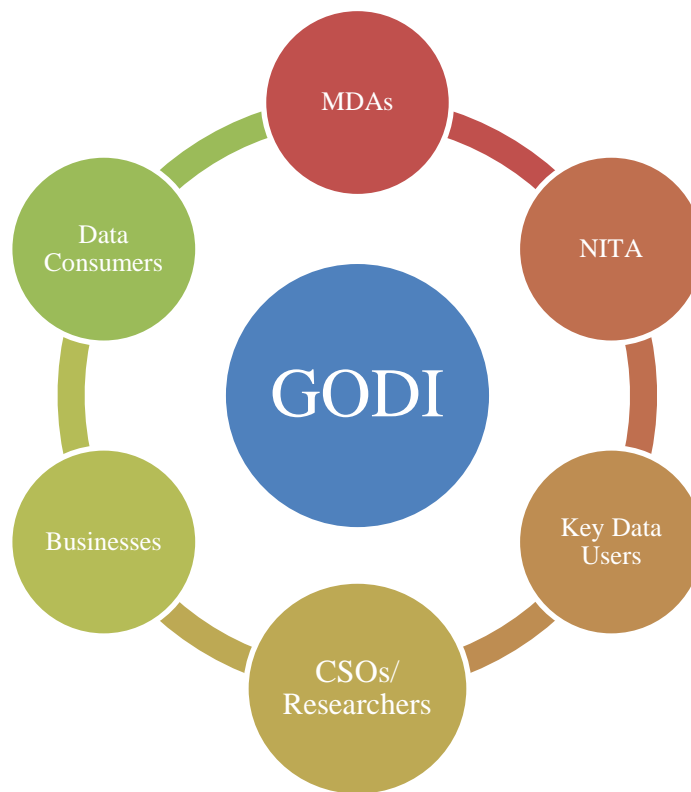 MDAs
NITA
Key Data
Users
CSOs/
Researchers
Businesses
Data
Consumers
GODI